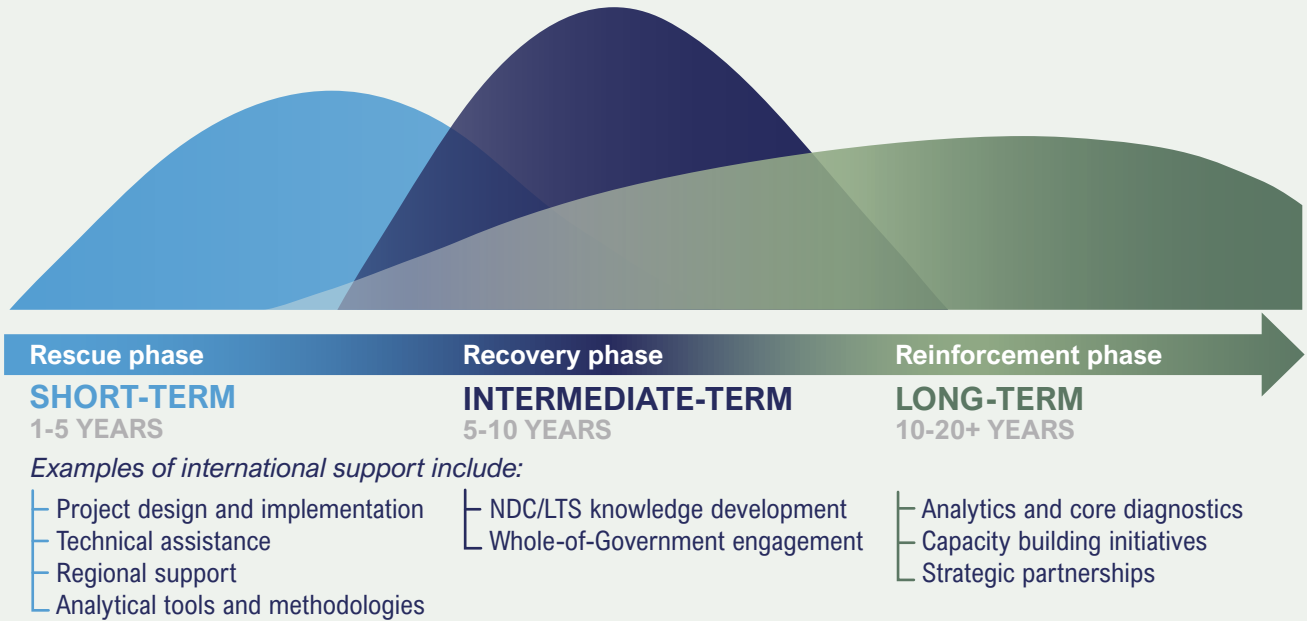 Rescue phase
Recovery phase
Reinforcement phase
SHORT-TERM
1-5 YEARS
INTERMEDIATE-TERM
5-10 YEARS
LONG-TERM
10-20+ YEARS
Examples of international support include:
Project design and implementation
Technical assistance
Regional support
Analytical tools and methodologies
NDC/LTS knowledge development
Whole-of-Government engagement
Analytics and core diagnostics
Capacity building initiatives
Strategic partnerships